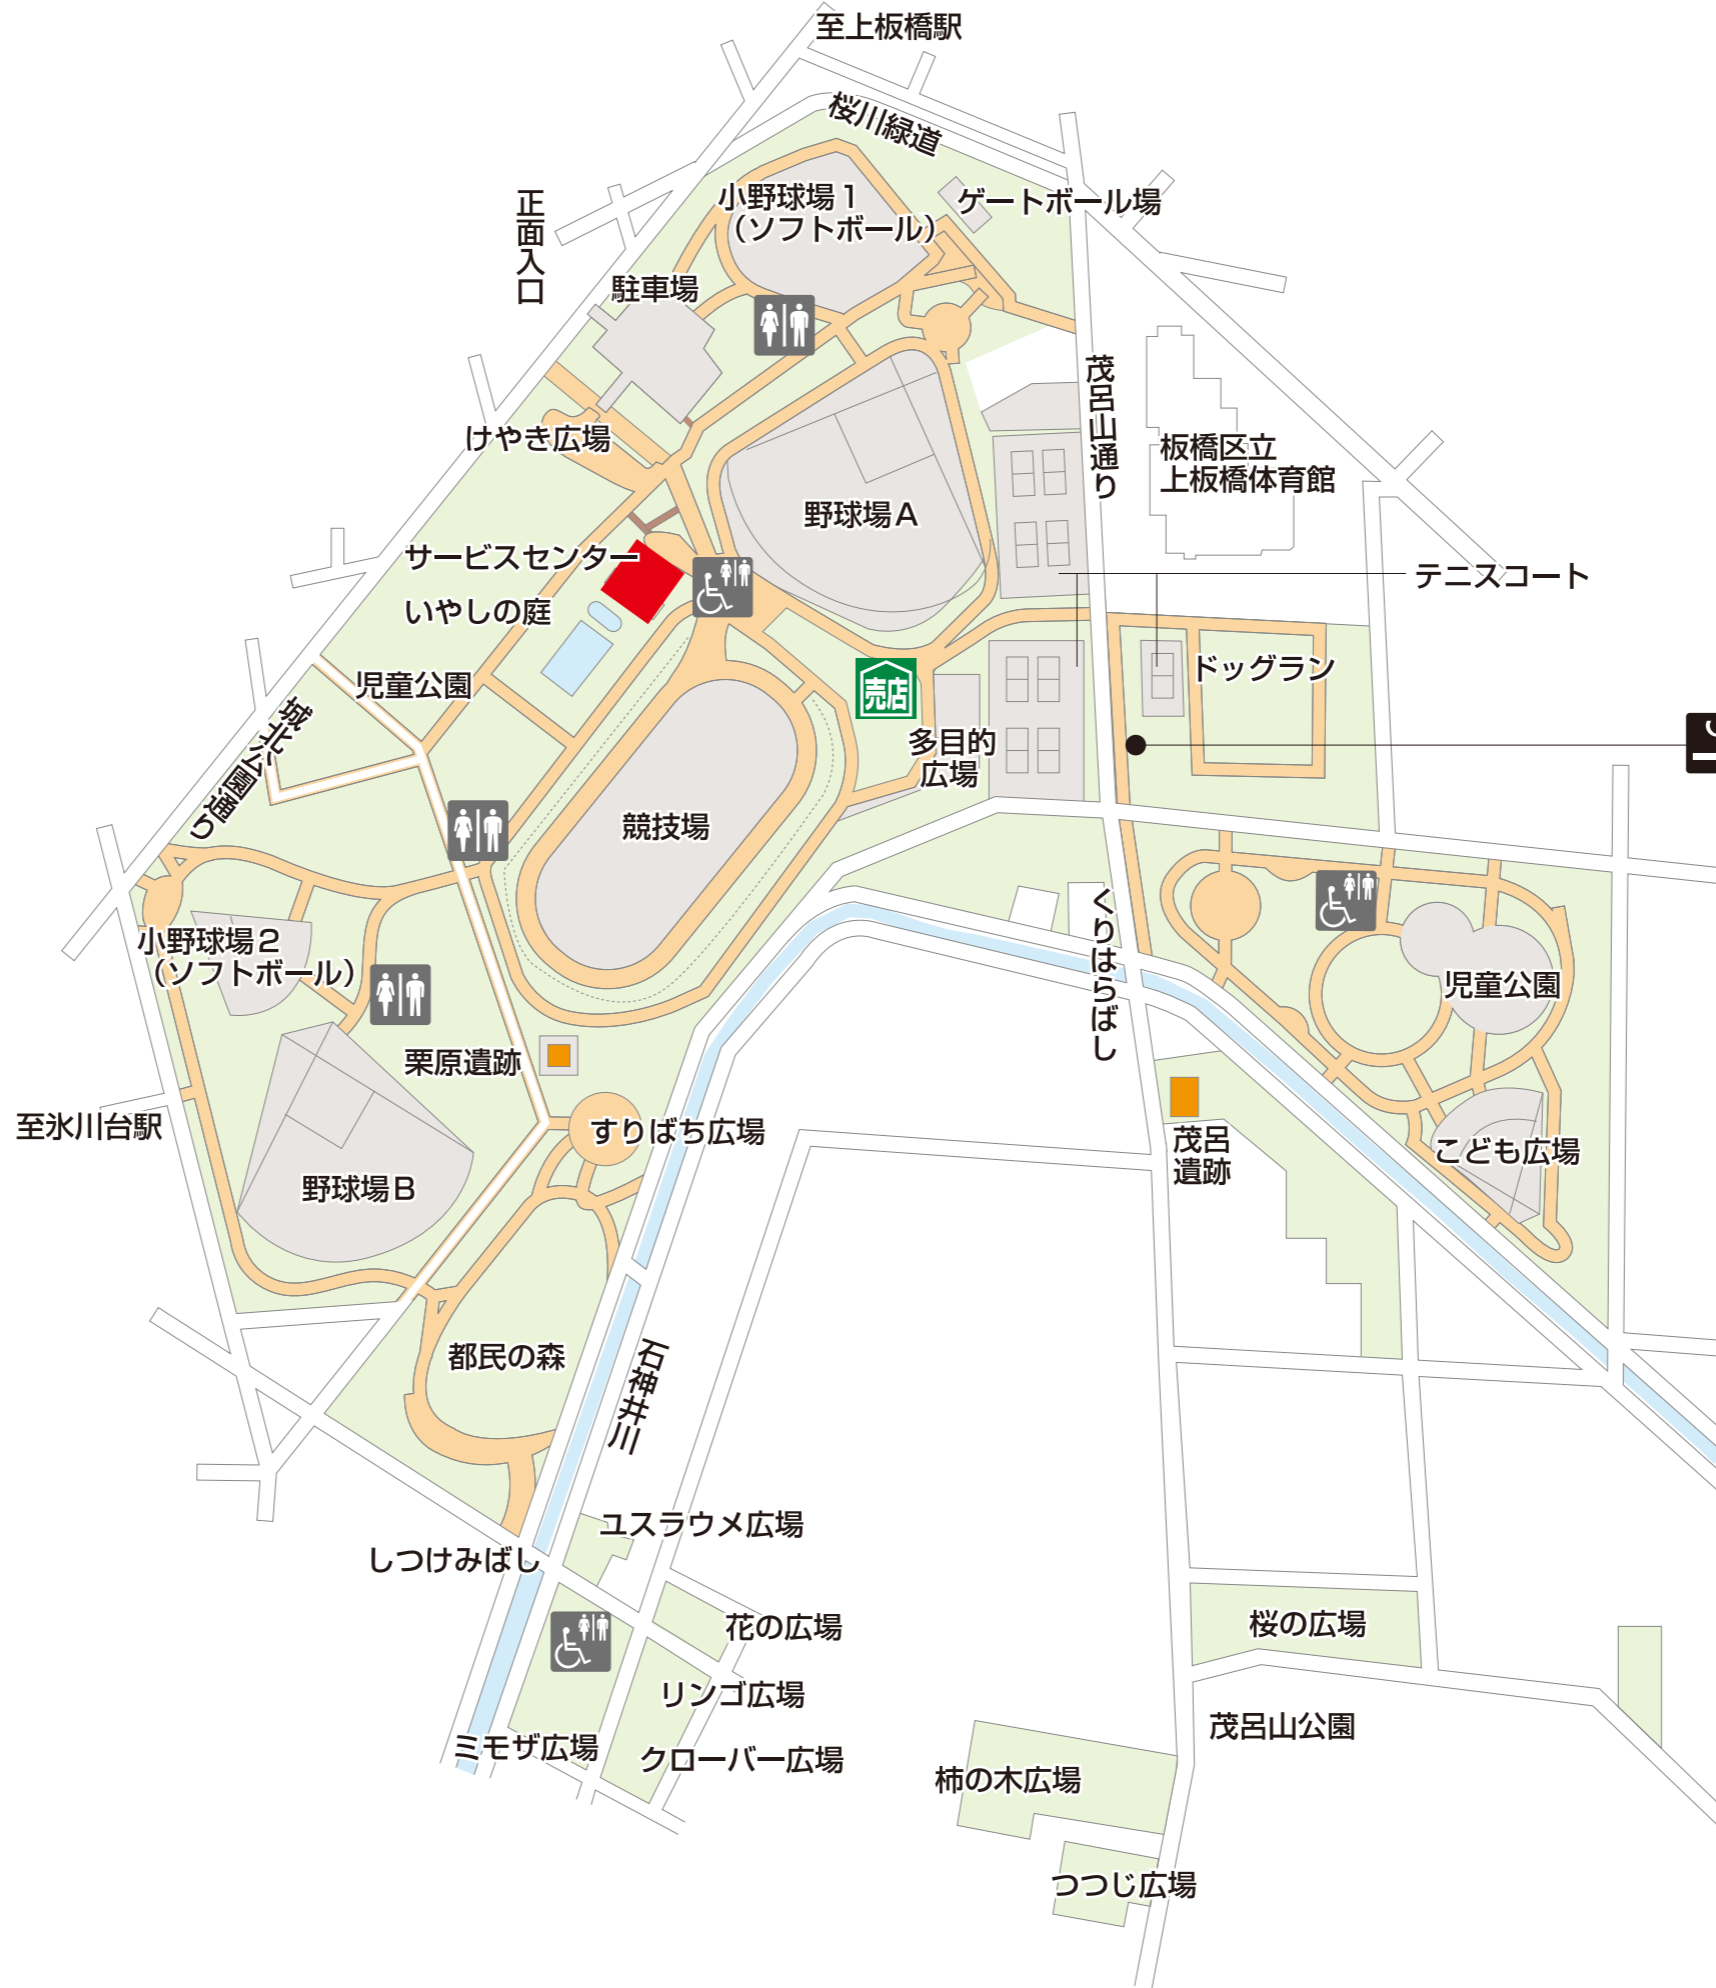 至上板橋駅
桜川緑道
正面入口
小野球場1
（ソフトボール）
ゲートボール場
駐車場
茂呂山通り
けやき広場
板橋区立
上板橋体育館
野球場A
サービスセンター
テニスコート
いやしの庭
児童公園
ドッグラン
売店
城北公園通り
多目的
広場
競技場
くりはらばし
小野球場2
（ソフトボール）
児童公園
栗原遺跡
至氷川台駅
すりばち広場
茂呂
遺跡
こども広場
野球場B
都民の森
石神井川
ユスラウメ広場
しつけみばし
花の広場
桜の広場
リンゴ広場
茂呂山公園
ミモザ広場
クローバー広場
柿の木広場
つつじ広場